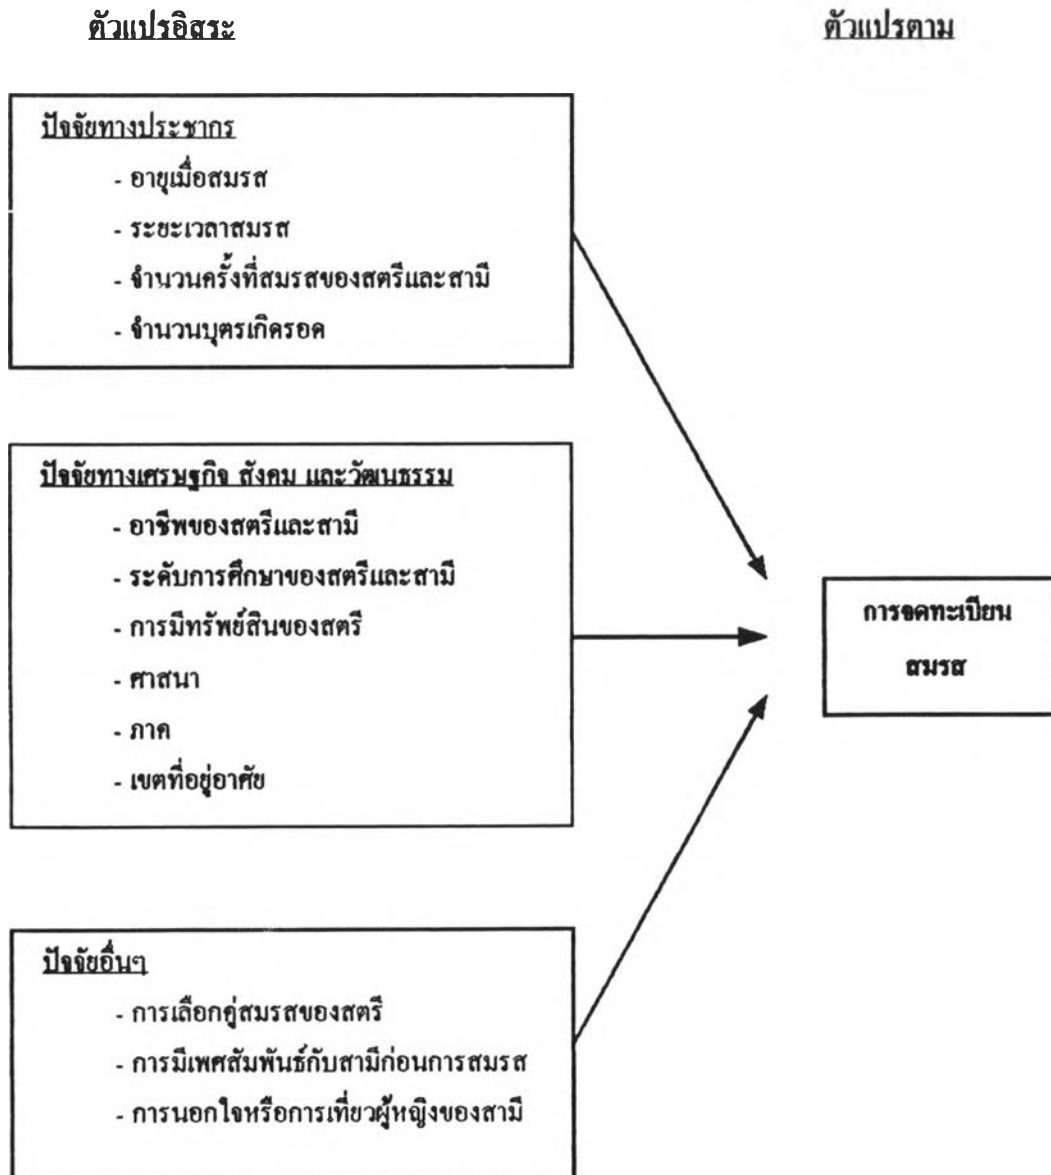 ตัวแปรอิสระ
ตัวแปรตาม
ปัจจัยทางประชากร
- อายุเมื่อสมรส
- ระยะเวลาสมรส
- จำนวนครั้งที่สมรสของสตรีและสามี
- จำนวนบุตรเกิดรอด
ปัจจัยทางเศรษฐกิจ สังคม และวัฒนธรรม
- อาชีพของสตรีและสามี
- ระดับการศึกษาของสตรีและสามี
- การมีทรัพย์สินของสตรี
- ศาสนา
- ภาค
- เขตที่อยู่อาศัย
การจดทะเบียน
สมรส
ปัจจัยอื่นๆ
- การเลือกคู่สมรสของสตรี
- การมีเพศสัมพันธ์กับสามีก่อนการสมรส
- การนอกใจหรือการเที่ยวผู้หญิงของสามี